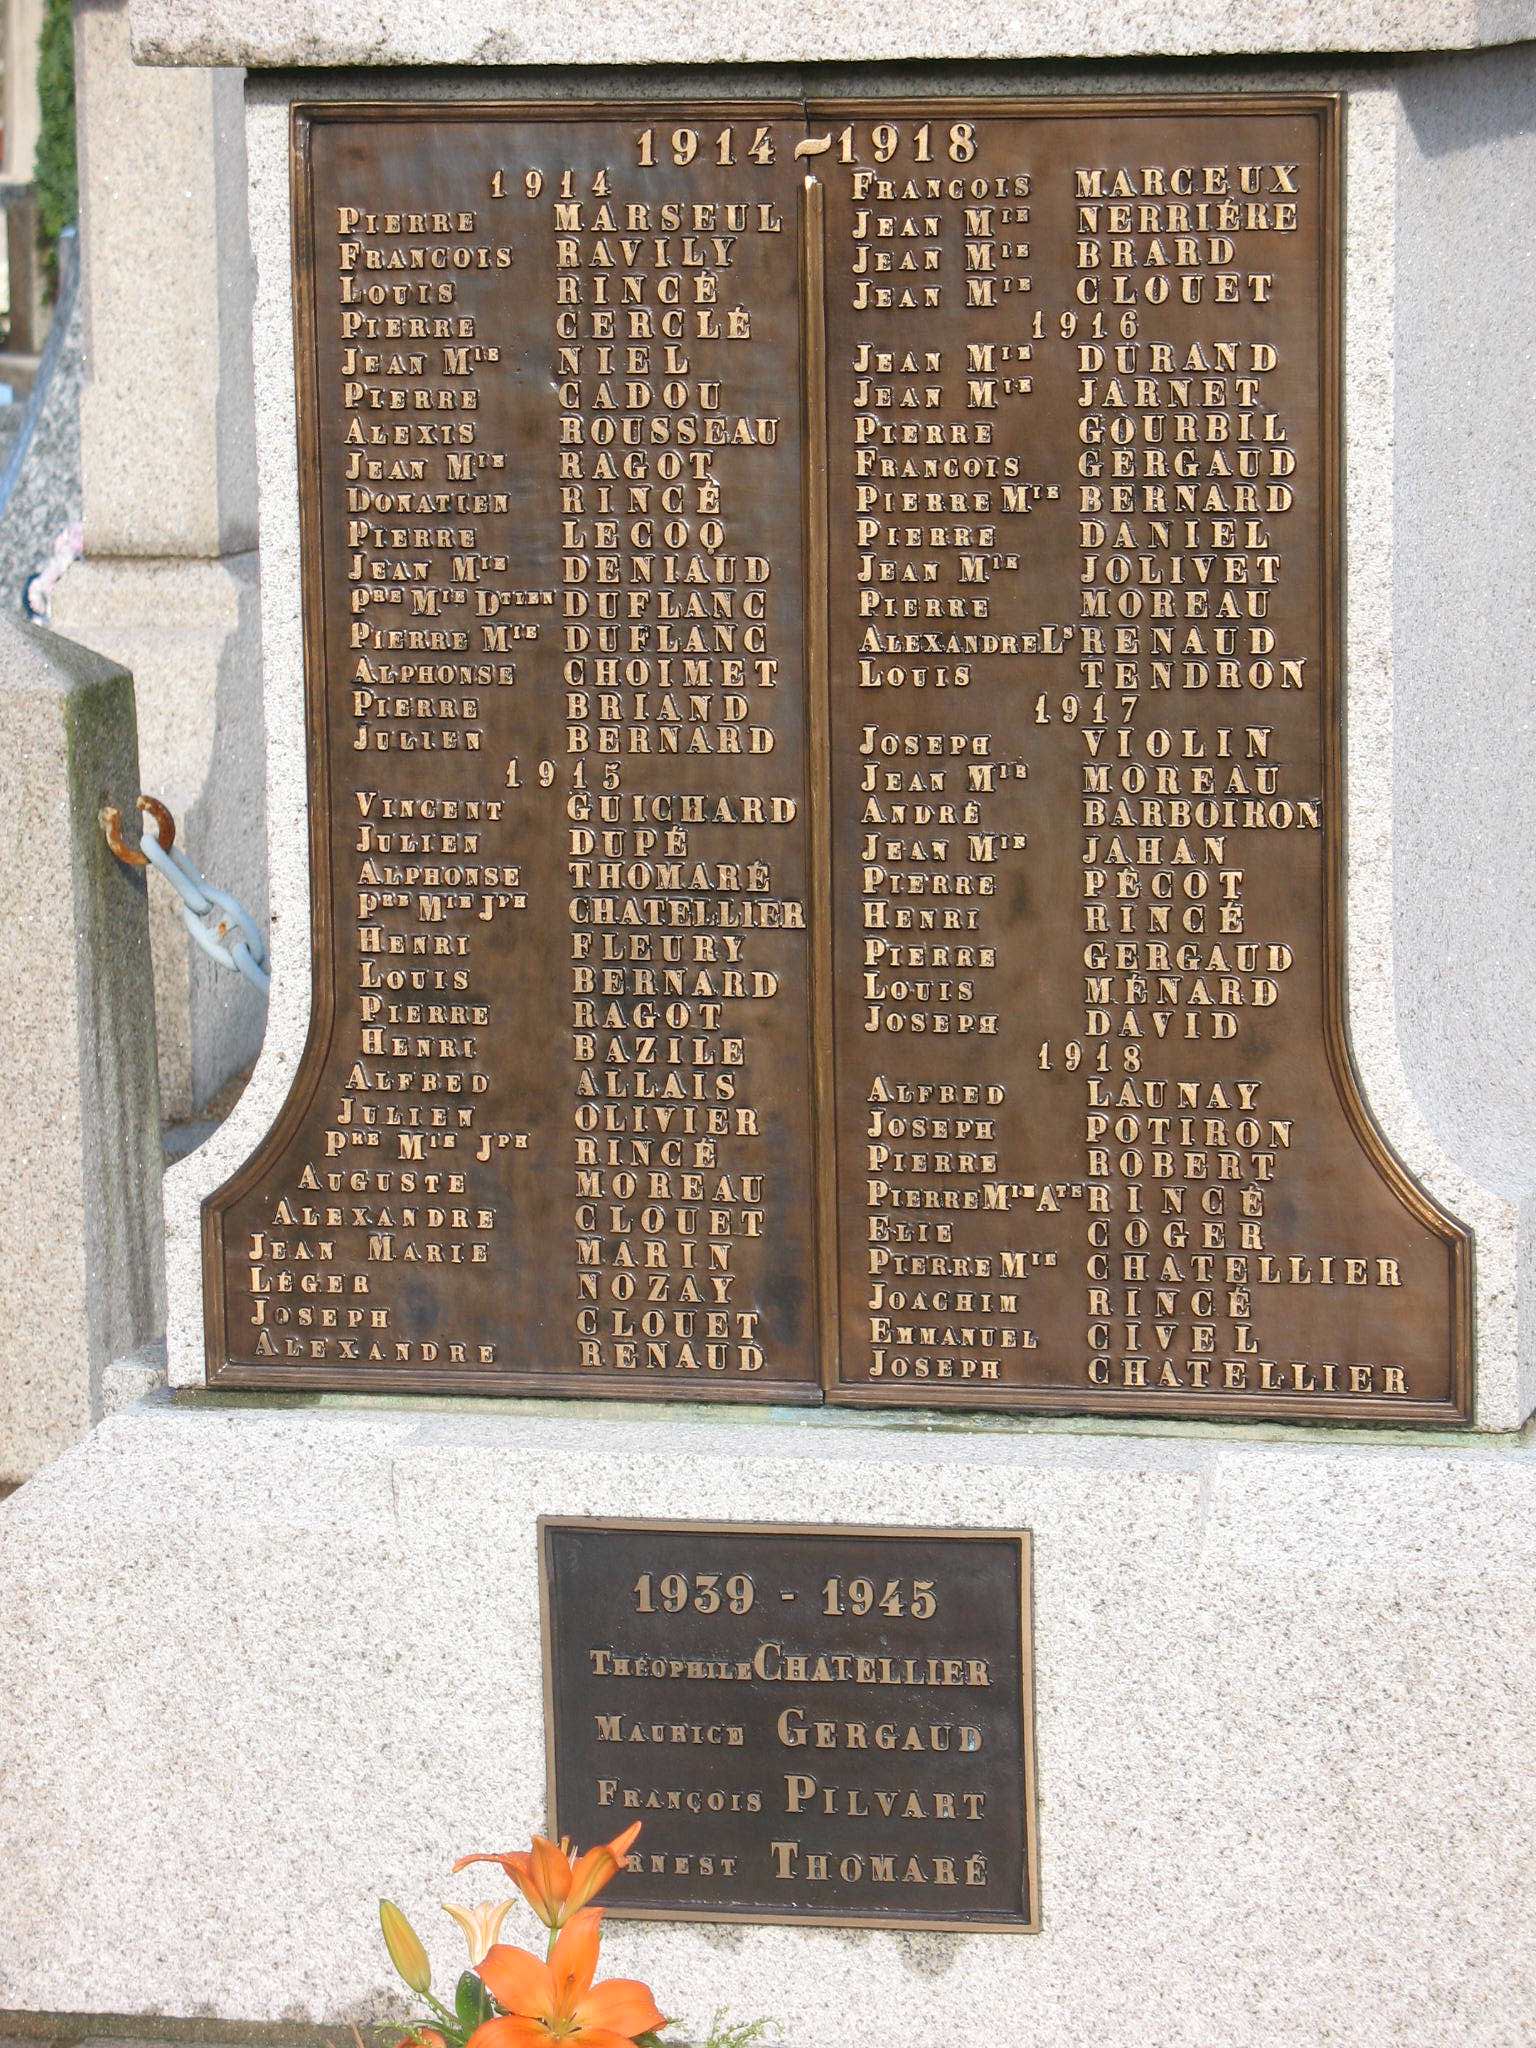 1914 ~ 1918
1914
PIERRE MARSEUL
FRANCOIS RAVILY
LOUIS RINCÉ
PIERRE CERCLÉ
JEAN MIE NIEL
PIERRE CADOU
ALEXIS ROUSSEAU
JEAN MIE RAGOT
DONATIEN RINCÉ
PIERRE LECOQ
JEAN MIE DENIAUD
PRE MIE DTIEN DUFLANC
PIERRE MIE DUFLANC
ALPHONSE CHOIMET
PIERRE BRIAND
JULIEN BERNARD
1915
VINCENT GUICHARD
JULIEN DUPÉ
ALPHONSE THOMARÉ
PRE MIE JPH CHATELLIER
HENRI FLEURY
LOUIS BERNARD
PIERRE RAGOT
HENRI BAZILE
ALFRED ALLAIS
JULIEN OLIVIER
PRE MIE JPH RINCÉ
AUGUSTE MOREAU
ALEXANDRE CLOUET
JEAN MARIE MARIN
LÉGER NOZAY
JOSEPH CLOUET
ALEXANDRE RENAUD
FRANCOIS MARCEUX
JEAN MIE NERRIÉRE
JEAN MIE BRARD
JEAN MIE CLOUET
1916
JEAN MIE DURAND
JEAN MIE JARNET
PIERRE GOURBIL
FRANCOIS GERGAUD
PIERRE MIE BERNARD
PIERRE DANIEL
JEAN MIE JOLIVET
PIERRE MOREAU
ALEXANDRE LS RENAUD
LOUIS TENDRON
1917
JOSEPH VIOLIN
JEAN MIE MOREAU
ANDRÉ BARBOIRON
JEAN MIE JAHAN
PIERRE PÉCOT
HENRI RINCÉ
PIERRE GERGAUD
LOUIS MÉNARD
JOSEPH DAVID
1918
ALFRED LAUNAY
JOSEPH POTIRON
PIERRE ROBERT
PIERRE MIE ATE RINCÉ
ELIE COGER
PIERRE MIE CHATELLIER
JOACHIM RINCÉ
EMMANUEL CIVEL
JOSEPH CHATELLIER
1939 - 1945
THÉOPHILE CHATELLIER
MAURICE GERGAUD
FRANÇOIS PILVART
RNEST THOMARÉ